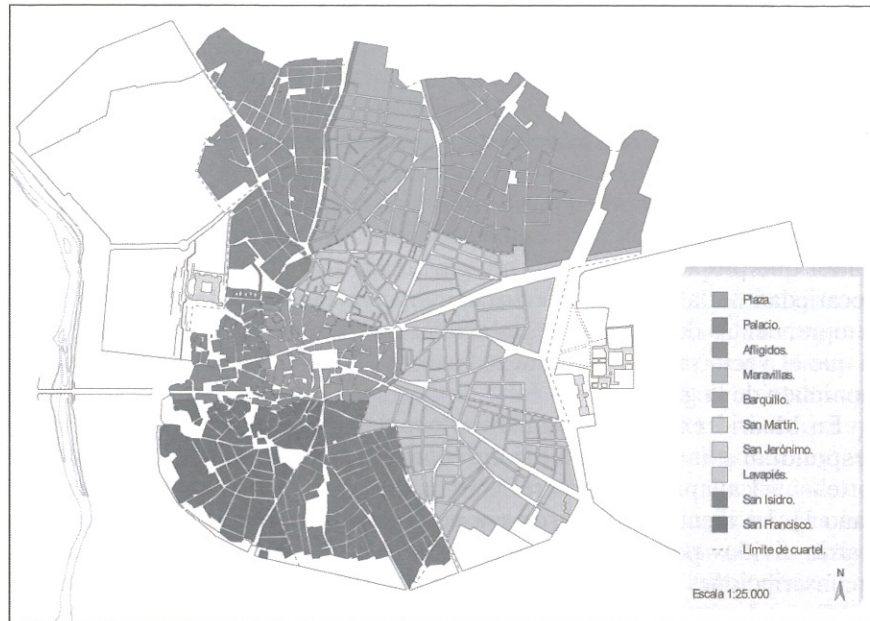 Plaza.
Palacio.
Afligidos.
Maravillas.
Barquillo.
San Martín.
San Jerónimo.
Lavapiés.
San Isidro.
San Francisco.
Límite de cuartel.
N
Escala 1:25.000